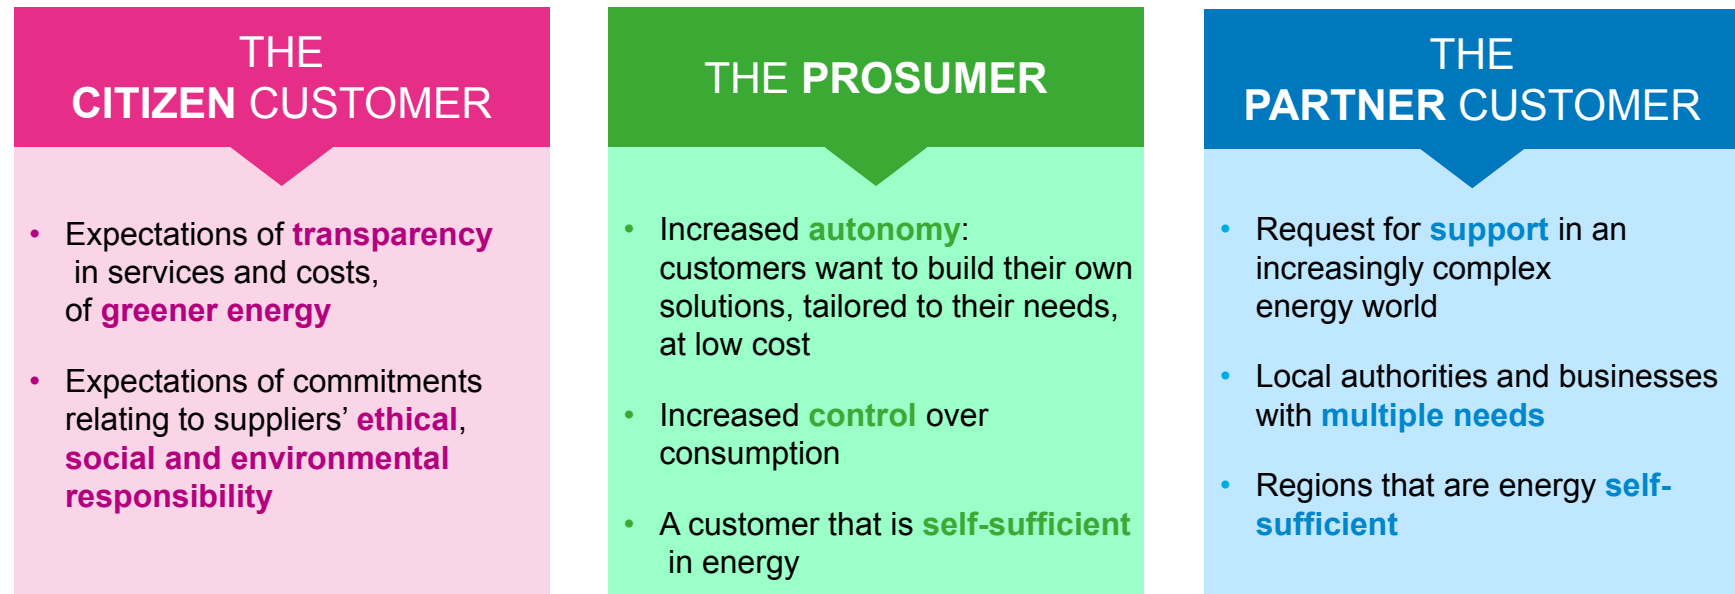 THE
CITIZEN CUSTOMER
• Expectations of transparency
in services and costs,
of greener energy
• Expectations of commitments
relating to suppliers’ ethical,
social and environmental
responsibility
THE PROSUMER
• Increased autonomy:
customers want to build their own
solutions, tailored to their needs,
at low cost
• Increased control over
consumption
• A customer that is self-sufficient
in energy
THE
PARTNER CUSTOMER
• Request for support in an
increasingly complex
energy world
• Local authorities and businesses
with multiple needs
• Regions that are energy self-
sufficient